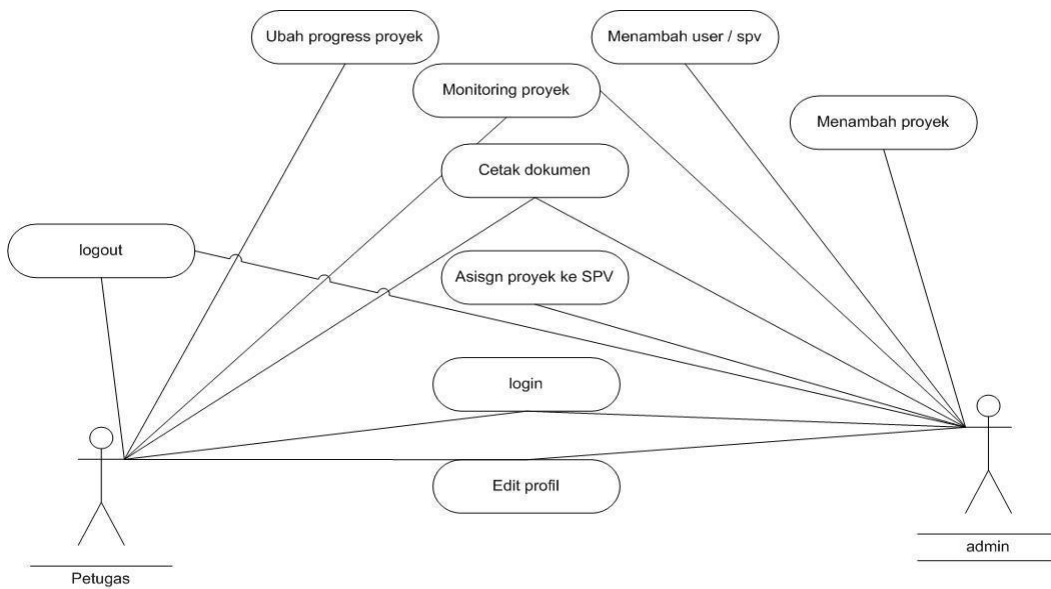 Ubah progress proyek
Menambah user / spv
Monitoring proyek
Menambah proyek
Cetak dokumen
logout
Asisgn proyek ke SPV
login
Edit profil
admin
Petugas